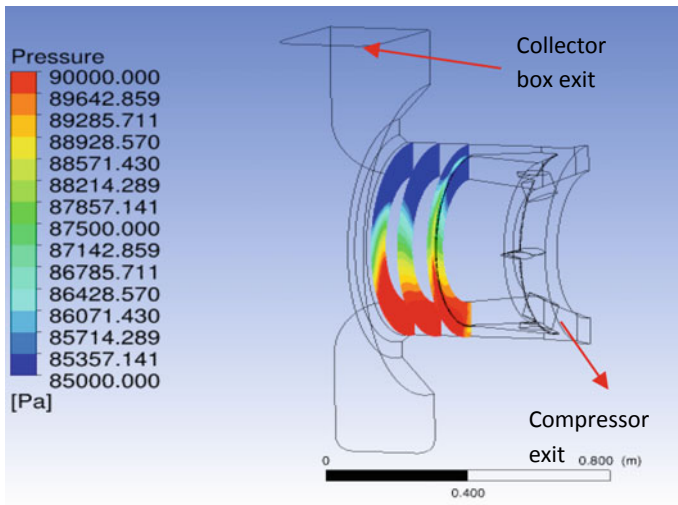 Pressure
90000.000
89642.859
89285.711
88928.570
88571.430
88214.289
87857.141
87500.000
87142.859
86785.711
86428.570
86071.430
85714.289
85357.141
85000.000
[Pa]
Collector
box exit
Compressor
exit
0 0.800 (m)
0.400